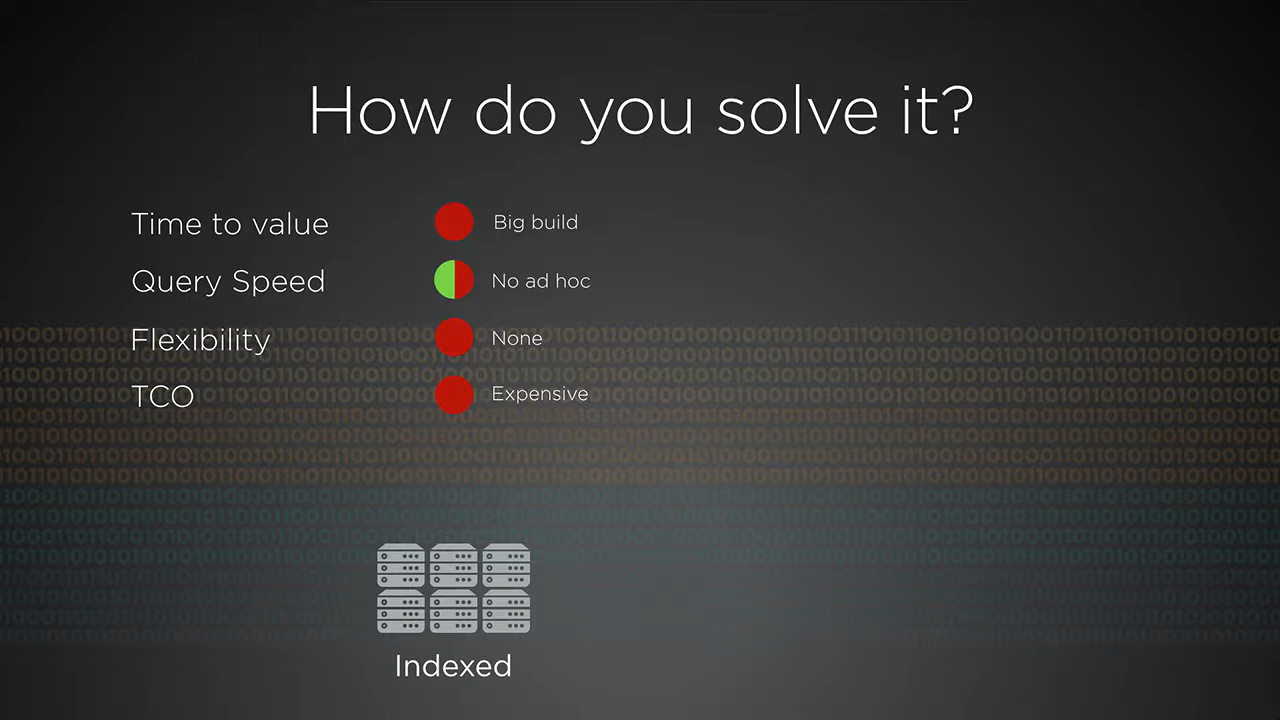 How do you solve it?
Time to value Big build
Query Speed No ad hoc
Flexibility None
TCO Expensive
Indexed